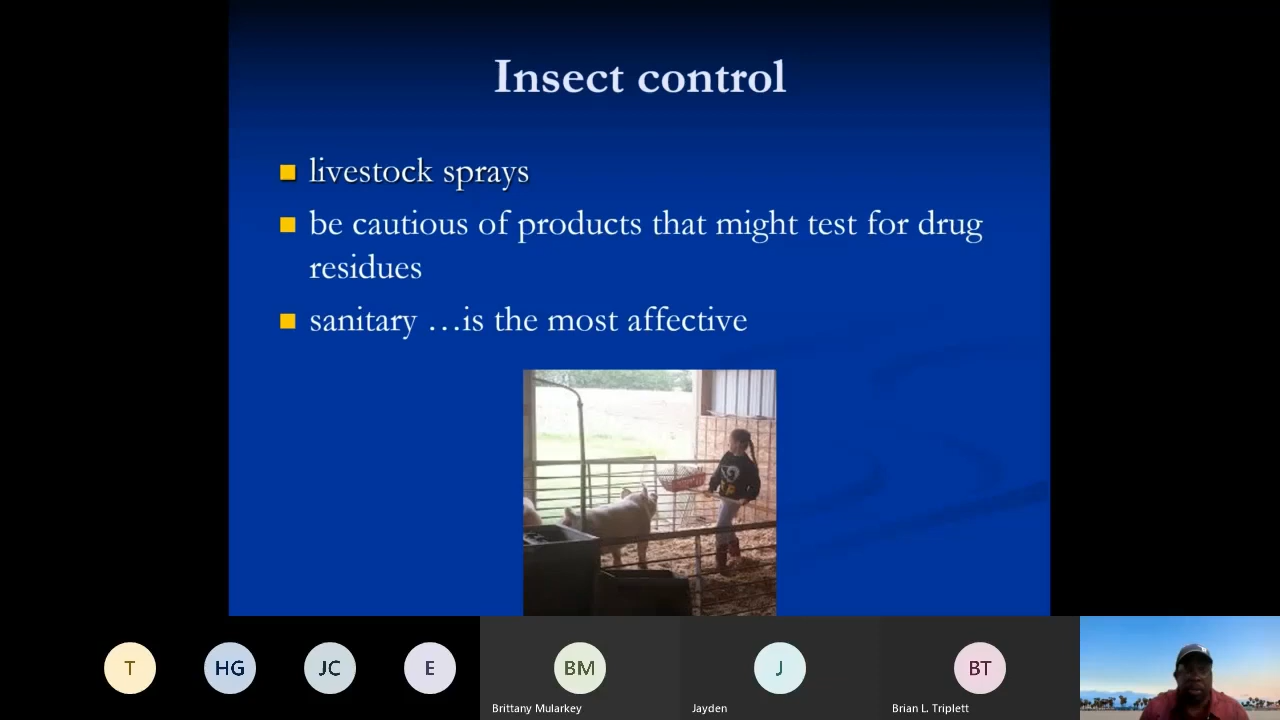 Insect control
livestock sprays
be cautious of products that might test for drug
residues
sanitary …is the most affective
T
HG
JC
E
BM
J
BT
Brittany Mularkey
Jayden
Brian L. Triplett